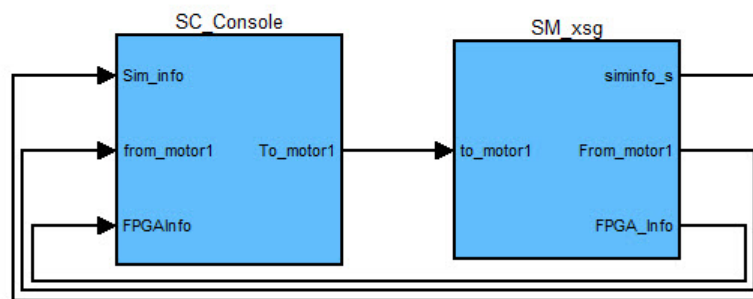 SC_Console
SM_xsg
Sim_info
siminfo_s
from_motor1
To_motor1
to_motor1
From_motor1
FPGAInfo
FPGA_Info